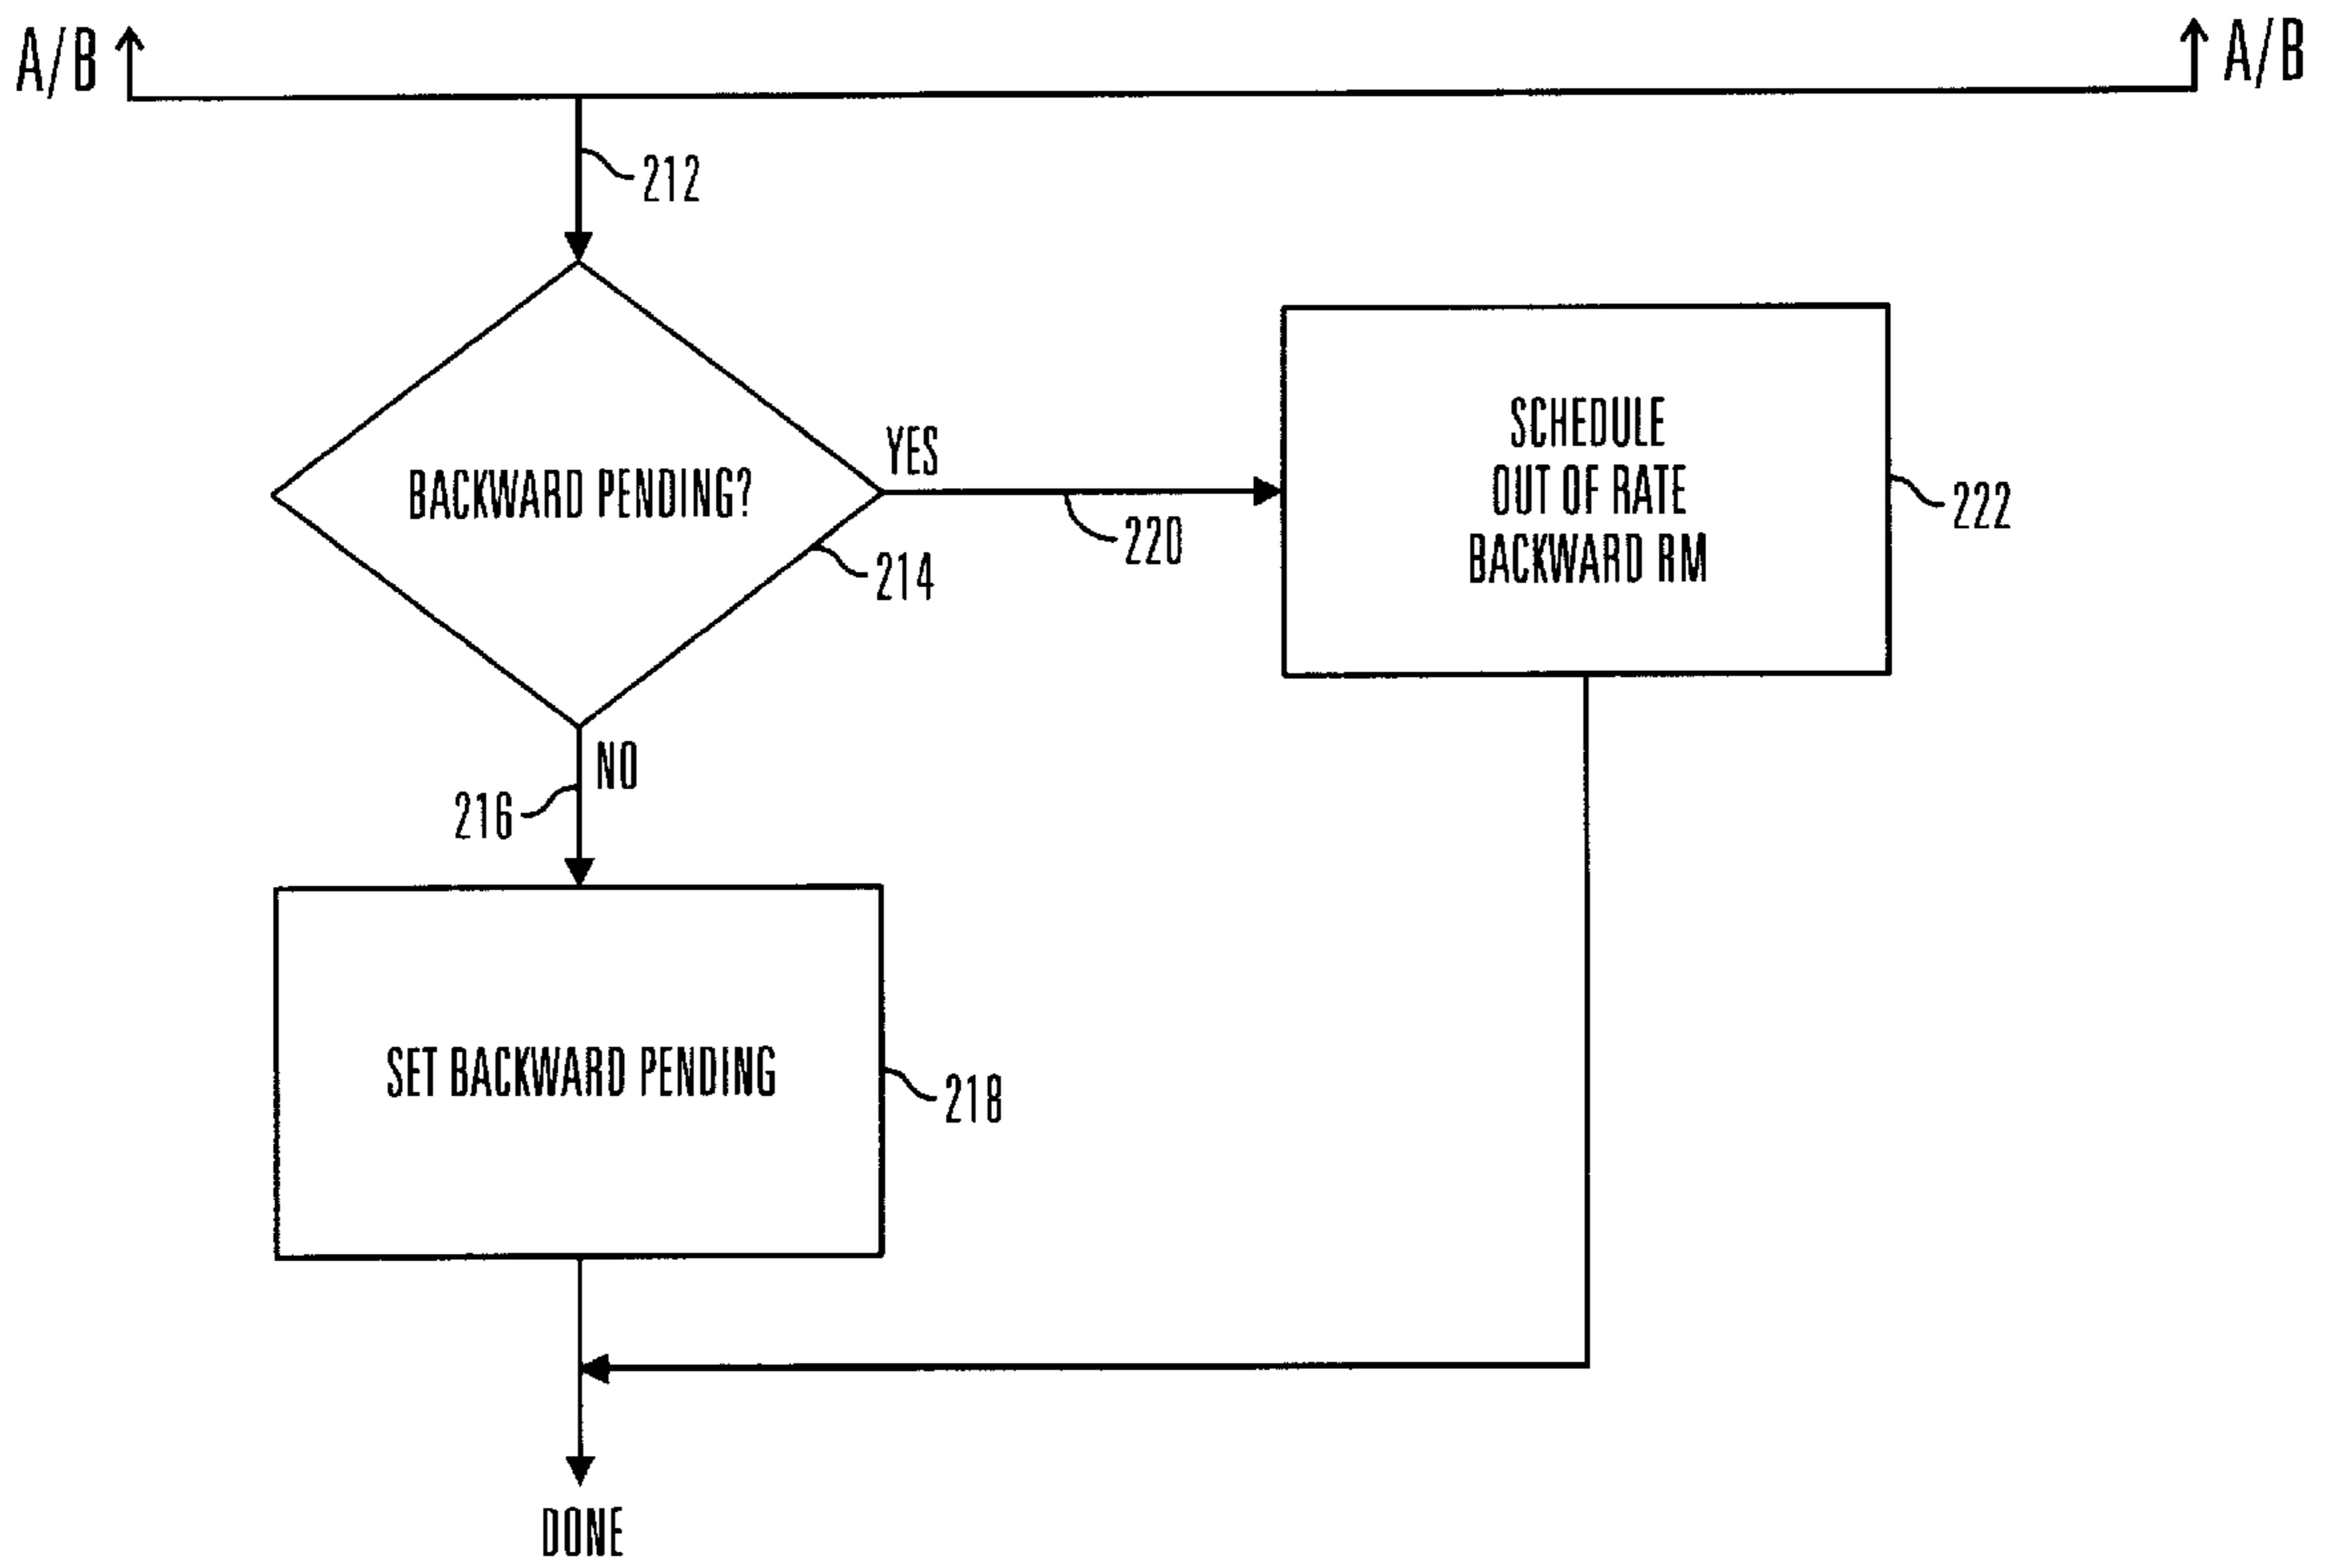 A/B
A/B
212
BACKWARD PENDING?
YES
214
220
SCHEDULE
OUT OF RATE
BACKWARD RM
222
NO
216
SET BACKWARD PENDING
218
DONE